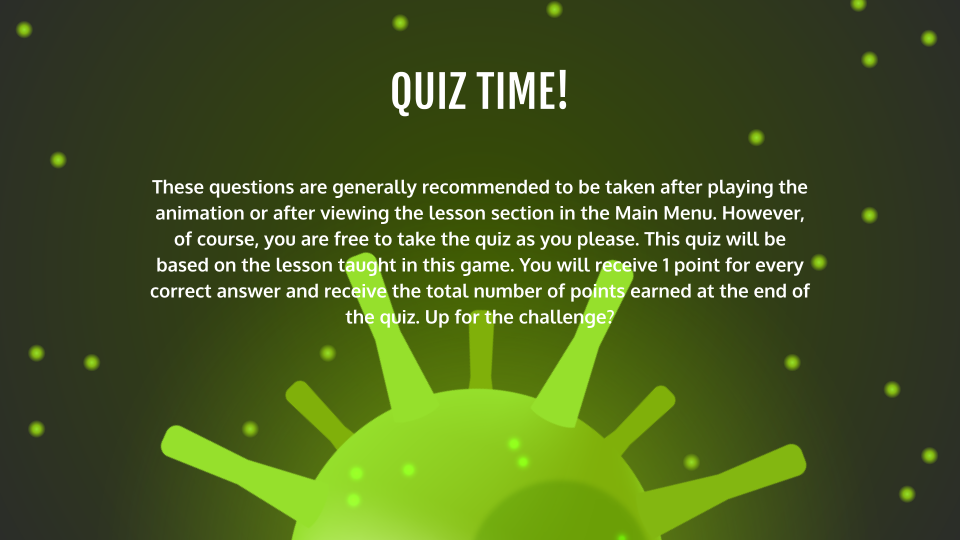 QUIZ TIME!
These questions are generally recommended to be taken after playing the
animation or after viewing the lesson section in the Main Menu. However,
of course, you are free to take the quiz as you please. This quiz will be
based on the lesson taught in this game. You will receive 1 point for every
correct answer and receive the total number of points earned at the end of
the quiz. Up for the challenge?